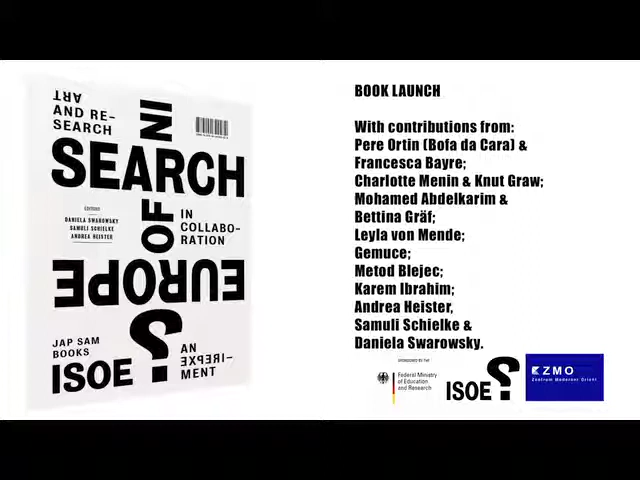 ART
AND RE-
SEARCH
IN
SEARCH
EDITORS
DANIELA SWAROWSKY
SAMULI SCHIELKE
ANDREA HEISTER
OF
IN
COLLABO-
RATION
EUROPE
?
JAP SAM
BOOKS
ISOE
AN
EXPERI-
MENT
BOOK LAUNCH
With contributions from:
Pere Ortin (Bofa da Cara) &
Francesca Bayre;
Charlotte Menin & Knut Graw;
Mohamed Abdelkarim &
Bettina Gräf;
Leyla von Mende;
Gemuce;
Metod Blejec;
Karem Ibrahim;
Andrea Heister,
Samuli Schielke &
Daniela Swarowsky.
SPONSORED BY THE
Federal Ministry
of Education
and Research
ISOE?
ZMO
Zentrum Moderner Orient